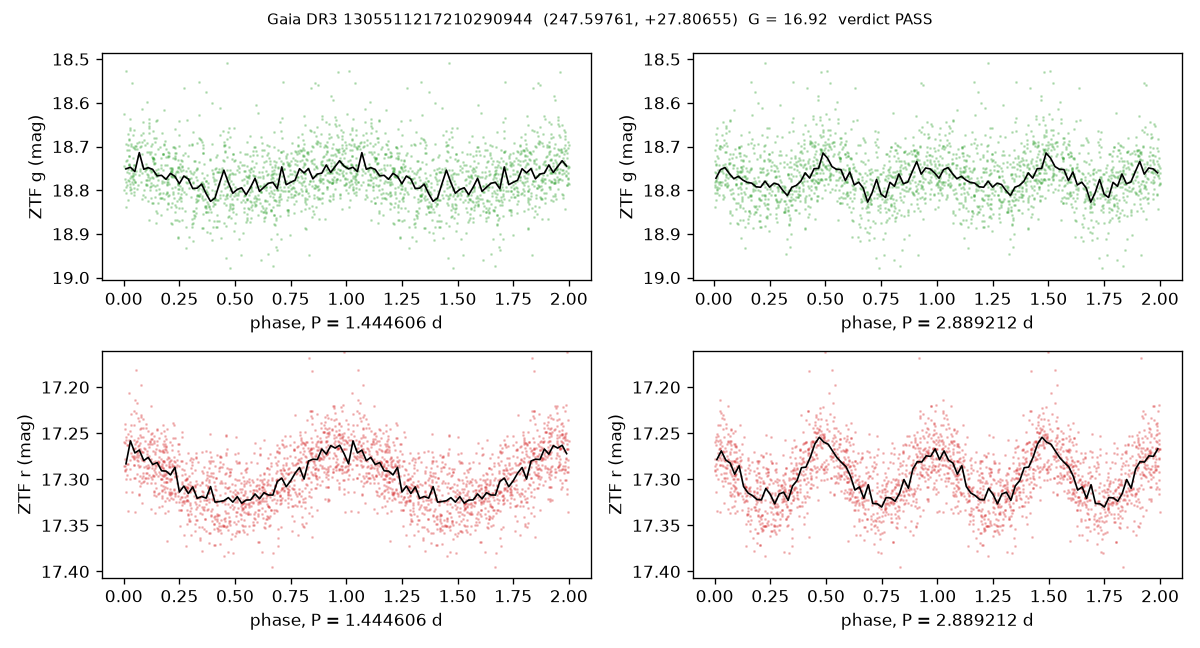 Gaia DR3 1305511217210290944 (247.59761, +27.80655) G = 16.92 verdict PASS
ZTF g (mag)
18.5
18.6
18.7
18.8
18.9
19.0
0.00 0.25 0.50 0.75 1.00 1.25 1.50 1.75 2.00
phase, P = 1.444606 d
ZTF g (mag)
18.5
18.6
18.7
18.8
18.9
19.0
0.00 0.25 0.50 0.75 1.00 1.25 1.50 1.75 2.00
phase, P = 2.889212 d
ZTF r (mag)
17.20
17.25
17.30
17.35
17.40
0.00 0.25 0.50 0.75 1.00 1.25 1.50 1.75 2.00
phase, P = 1.444606 d
ZTF r (mag)
17.20
17.25
17.30
17.35
17.40
0.00 0.25 0.50 0.75 1.00 1.25 1.50 1.75 2.00
phase, P = 2.889212 d